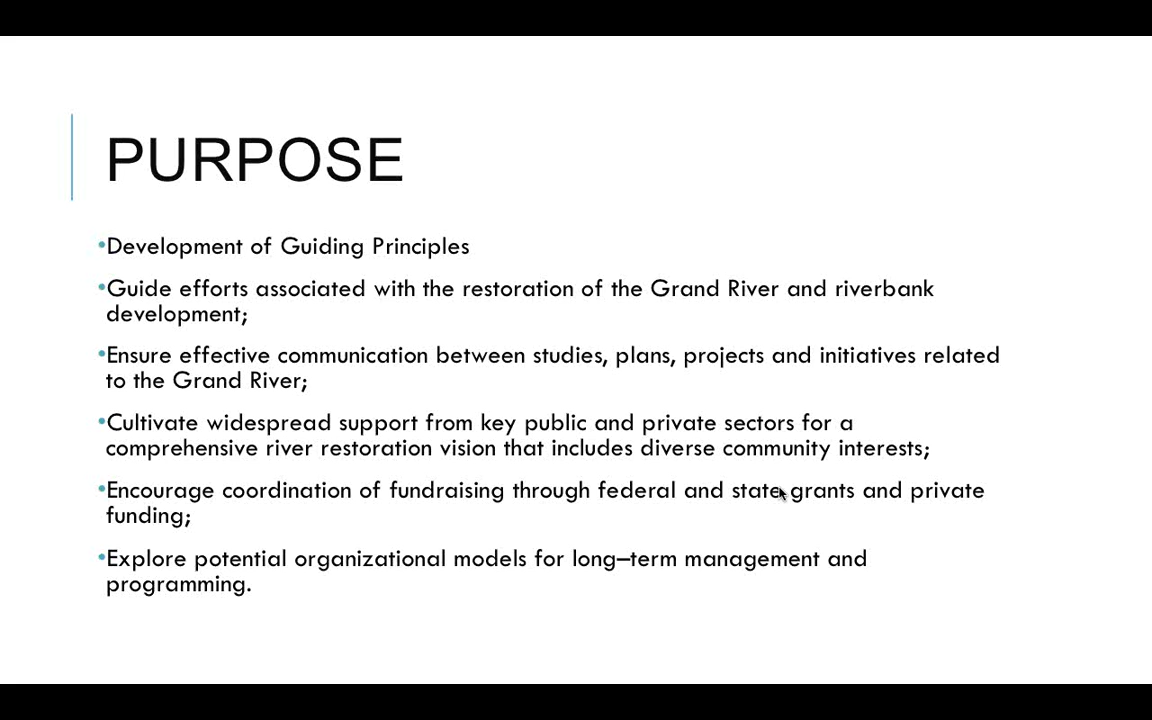 PURPOSE
•Development of Guiding Principles
•Guide efforts associated with the restoration of the Grand River and riverbank
development;
•Ensure effective communication between studies, plans, projects and initiatives related
to the Grand River;
•Cultivate widespread support from key public and private sectors for a
comprehensive river restoration vision that includes diverse community interests;
•Encourage coordination of fundraising through federal and state grants and private
funding;
•Explore potential organizational models for long–term management and
programming.